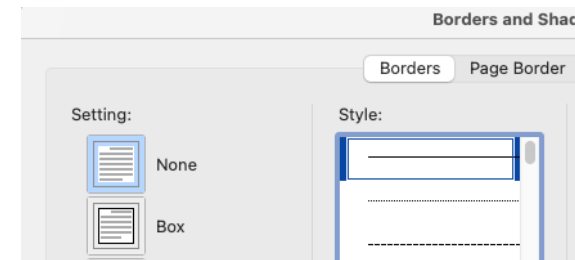 Borders and Shad
Borders Page Border
Setting: Style:
None
Box